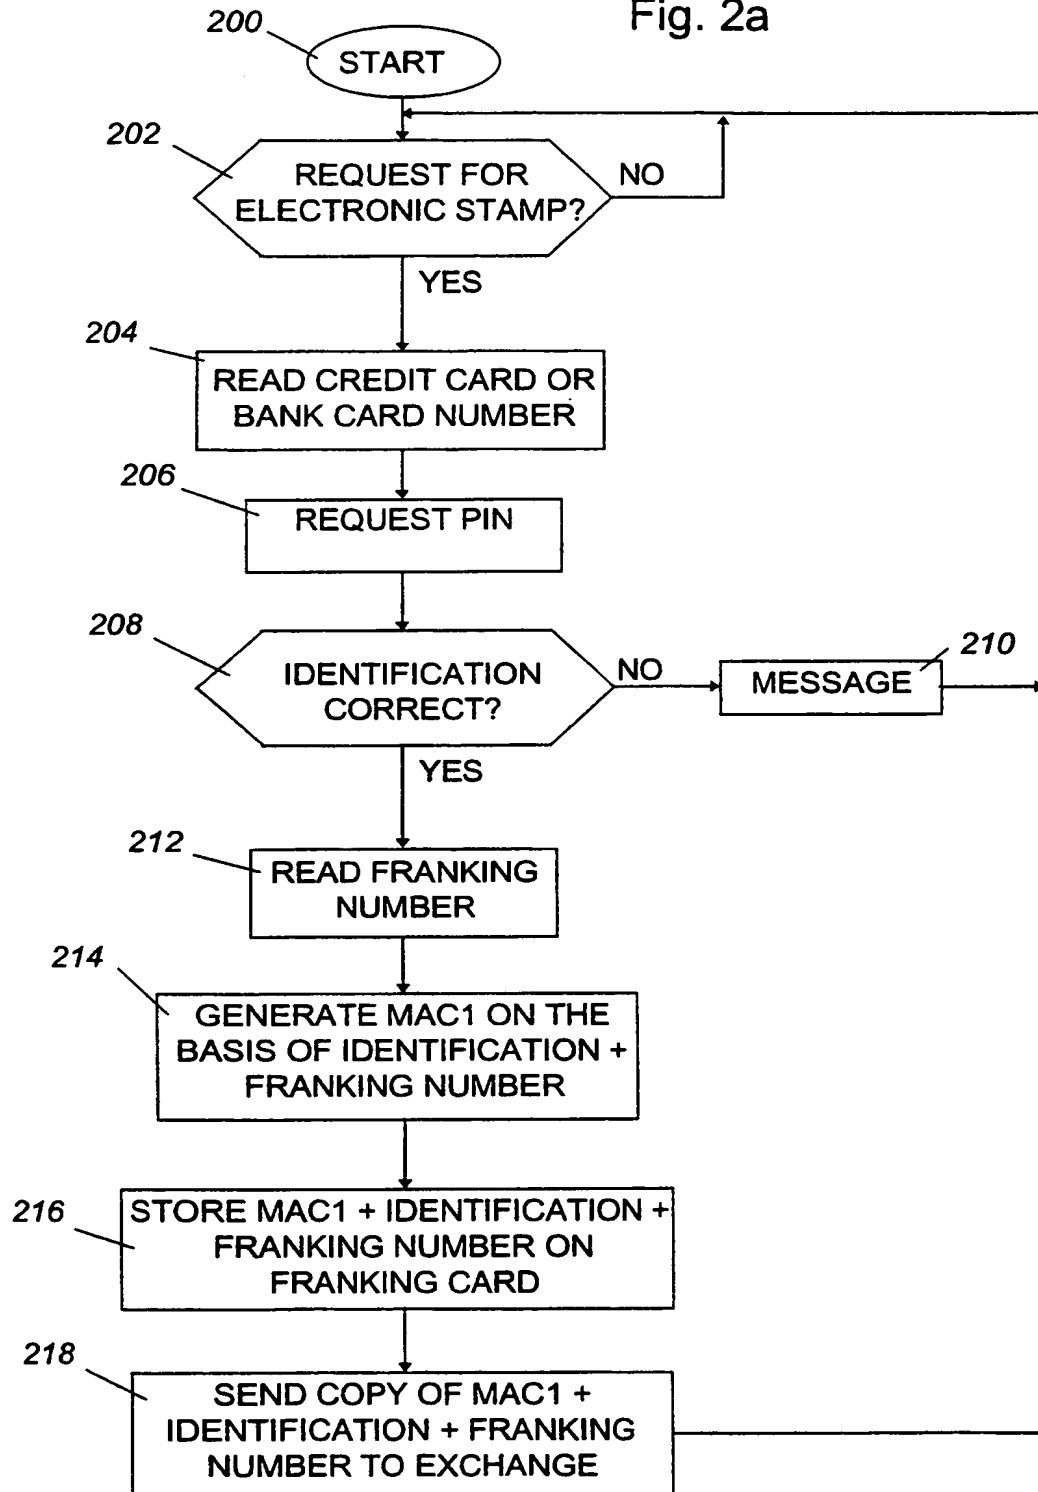 Fig. 2a
200
START
202
REQUEST FOR
ELECTRONIC STAMP?
NO
YES
204
READ CREDIT CARD OR
BANK CARD NUMBER
206
REQUEST PIN
208
IDENTIFICATION
CORRECT?
NO
210
MESSAGE
YES
212
READ FRANKING
NUMBER
214
GENERATE MAC1 ON THE
BASIS OF IDENTIFICATION +
FRANKING NUMBER
216
STORE MAC1 + IDENTIFICATION +
FRANKING NUMBER ON
FRANKING CARD
218
SEND COPY OF MAC1 +
IDENTIFICATION + FRANKING
NUMBER TO EXCHANGE